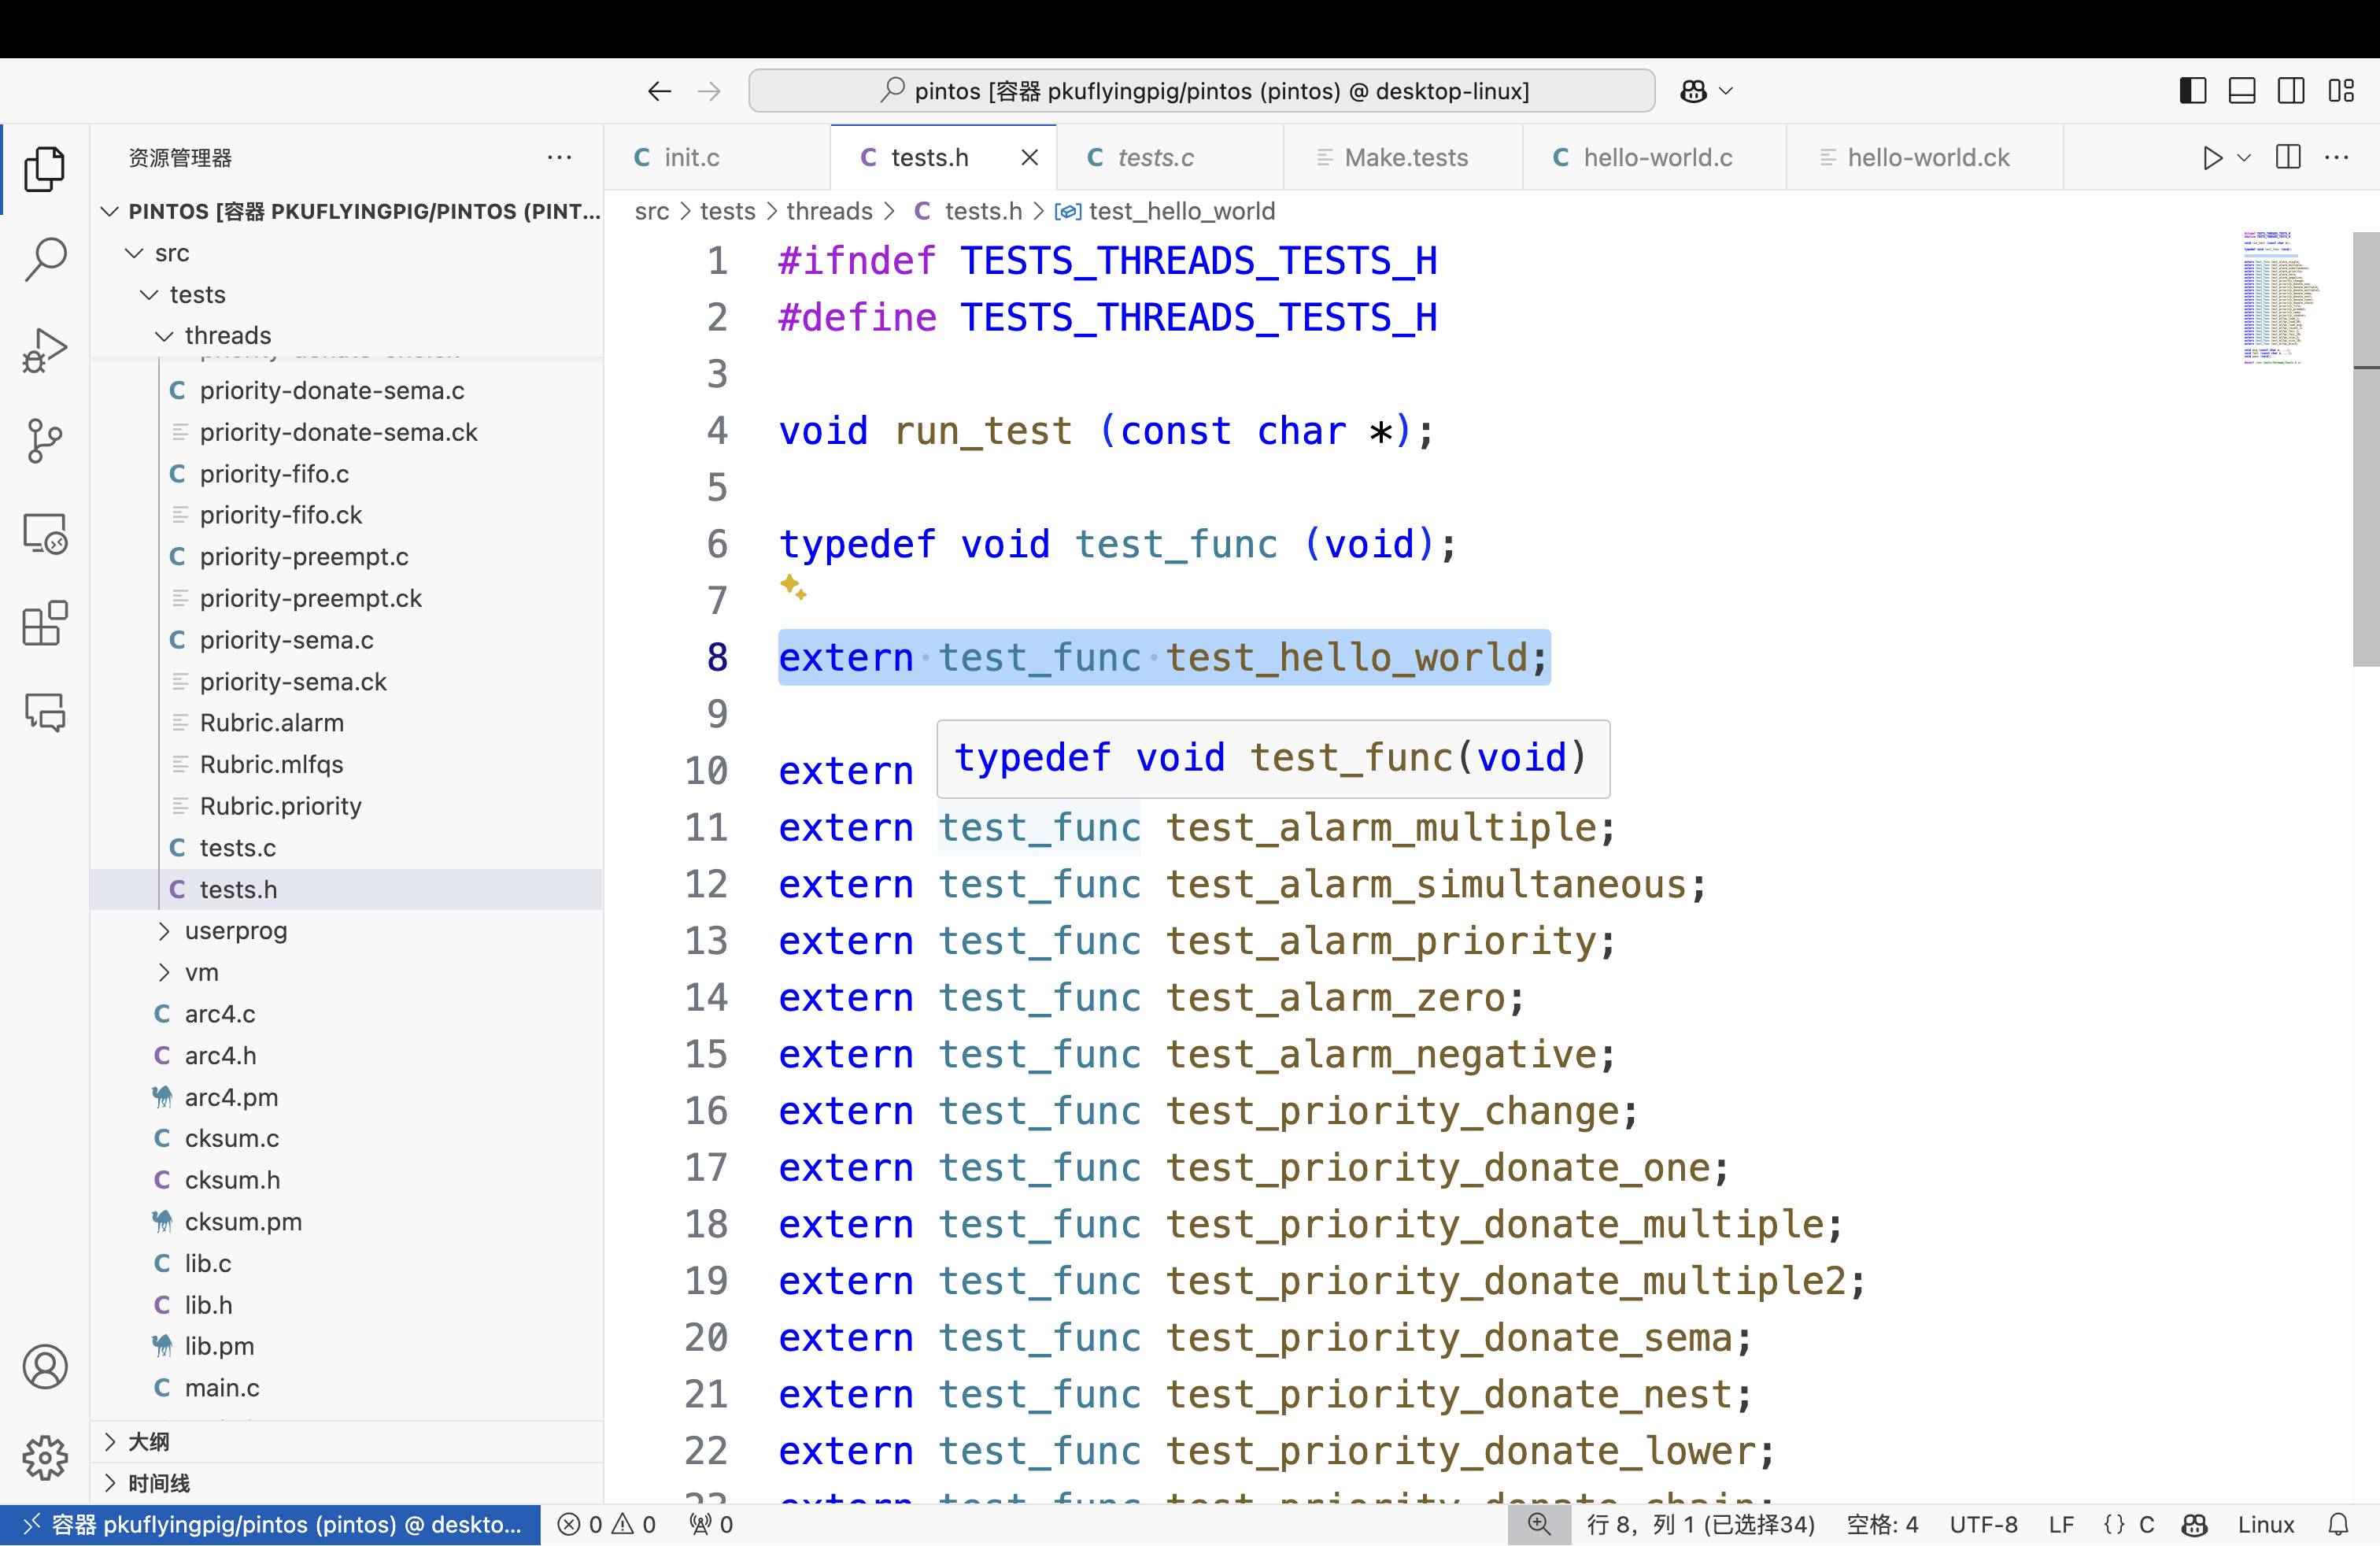 pintos [容器 pkuflyingpig/pintos (pintos) @ desktop-linux]
资源管理器
PINTOS [容器 PKUFLYINGPIG/PINTOS (PINT...
src
tests
threads
priority-donate-sema.c
priority-donate-sema.ck
priority-fifo.c
priority-fifo.ck
priority-preempt.c
priority-preempt.ck
priority-sema.c
priority-sema.ck
Rubric.alarm
Rubric.mlfqs
Rubric.priority
tests.c
tests.h
userprog
vm
arc4.c
arc4.h
arc4.pm
cksum.c
cksum.h
cksum.pm
lib.c
lib.h
lib.pm
main.c
大纲
时间线
init.c
tests.h
tests.c
Make.tests
hello-world.c
hello-world.ck
src > tests > threads > C tests.h > test_hello_world
1 #ifndef TESTS_THREADS_TESTS_H
2 #define TESTS_THREADS_TESTS_H
3
4 void run_test (const char *);
5
6 typedef void test_func (void);
7
8 extern test_func test_hello_world;
9
typedef void test_func(void)
10 extern
11 extern test_func test_alarm_multiple;
12 extern test_func test_alarm_simultaneous;
13 extern test_func test_alarm_priority;
14 extern test_func test_alarm_zero;
15 extern test_func test_alarm_negative;
16 extern test_func test_priority_change;
17 extern test_func test_priority_donate_one;
18 extern test_func test_priority_donate_multiple;
19 extern test_func test_priority_donate_multiple2;
20 extern test_func test_priority_donate_sema;
21 extern test_func test_priority_donate_nest;
22 extern test_func test_priority_donate_lower;
容器 pkuflyingpig/pintos (pintos) @ deskto...
0 0 0
行 8，列 1 (已选择34) 空格: 4 UTF-8 LF {} C Linux